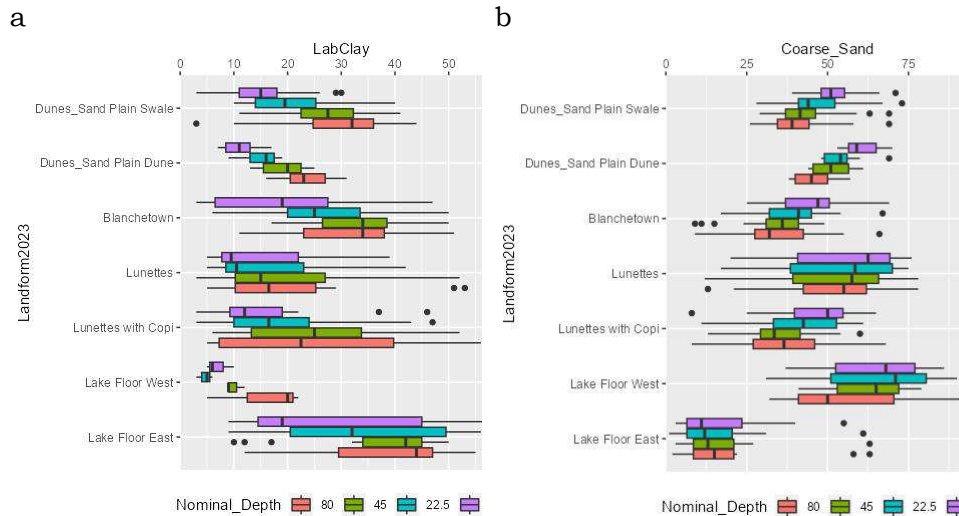 a
LabClay
0 10 20 30 40 50
Dunes_Sand Plain Swale
Dunes_Sand Plain Dune
Blanchetown
Lunettes
Lunettes with Copi
Lake Floor West
Lake Floor East
Landform2023
Nominal_Depth 80 45 22.5
b
Coarse_Sand
0 25 50 75
Dunes_Sand Plain Swale
Dunes_Sand Plain Dune
Blanchetown
Lunettes
Lunettes with Copi
Lake Floor West
Lake Floor East
Landform2023
Nominal_Depth 80 45 22.5